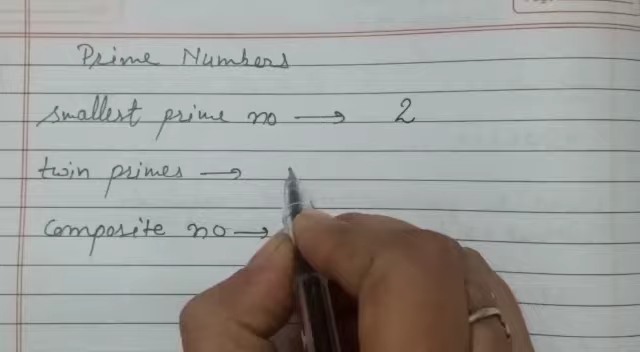 Prime Numbers
smallest prime no → 2
twin primes →
Composite no →